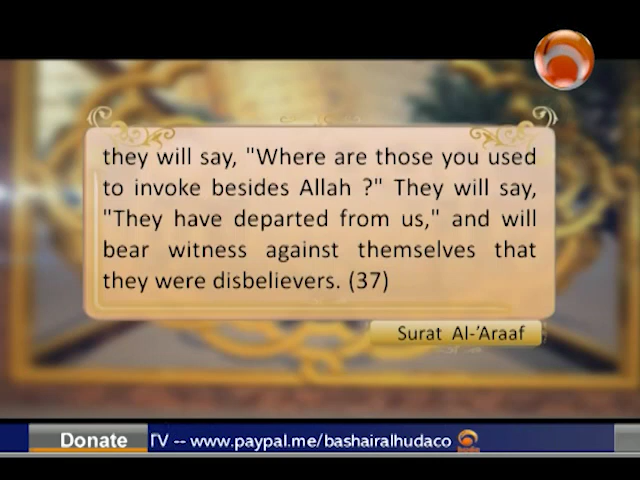 they will say, "Where are those you used
to invoke besides Allah ?" They will say,
"They have departed from us," and will
bear witness against themselves that
they were disbelievers. (37)
Surat Al-'Araaf
Donate TV -- www.paypal.me/bashairalhudaco